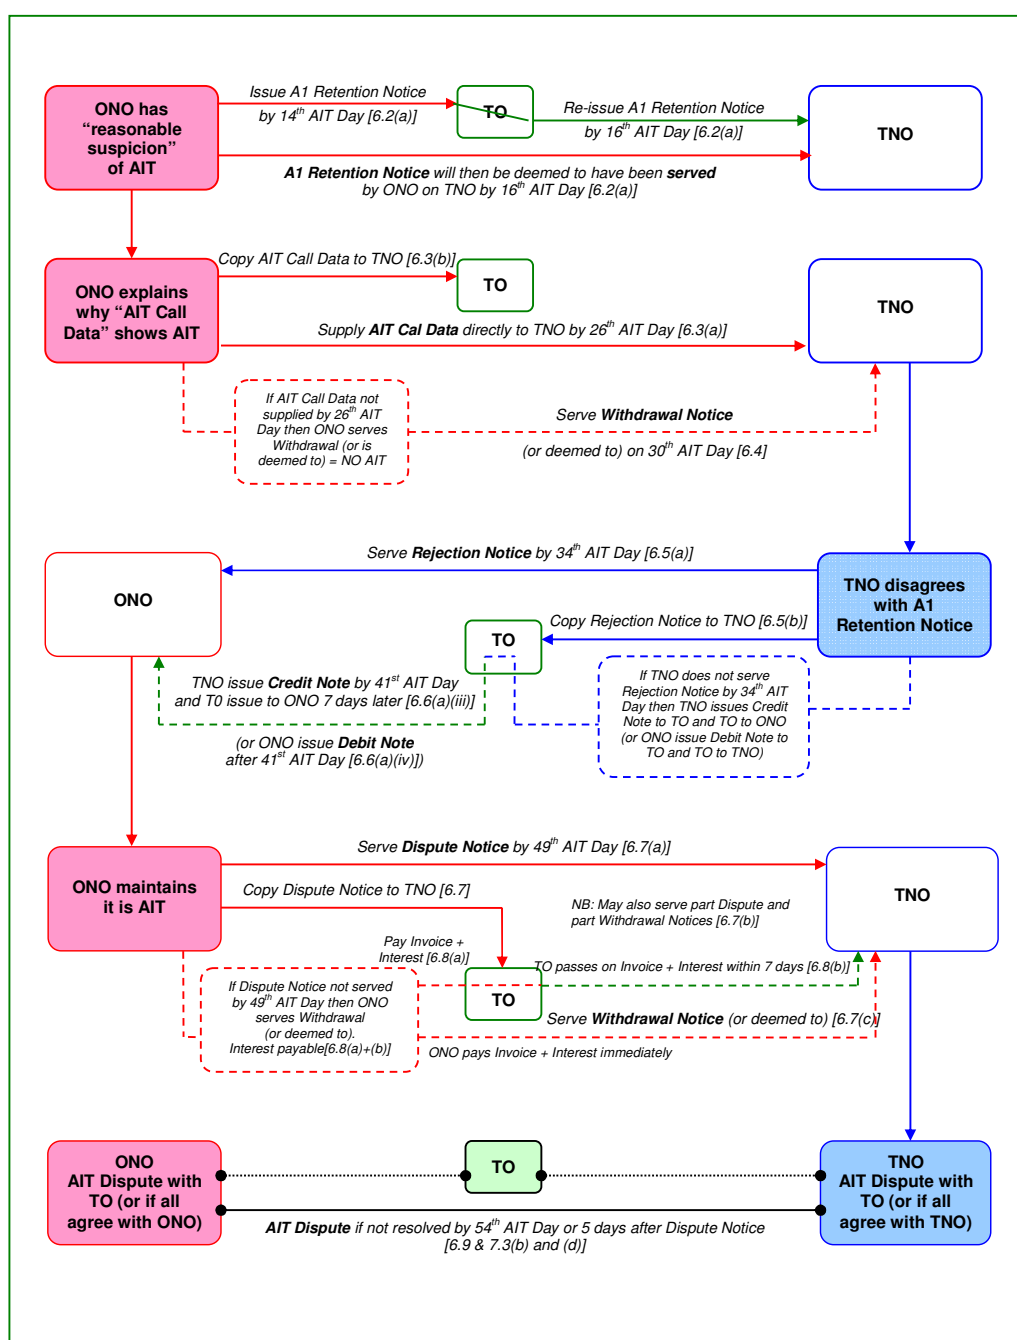 ONO has
“reasonable
suspicion”
of AIT
Issue A1 Retention Notice
by 14th AIT Day [6.2(a)]
TO
Re-issue A1 Retention Notice
by 16th AIT Day [6.2(a)]
TNO
A1 Retention Notice will then be deemed to have been served
by ONO on TNO by 16th AIT Day [6.2(a)]
Copy AIT Call Data to TNO [6.3(b)]
TO
ONO explains
why “AIT Call
Data” shows AIT
TNO
Supply AIT Cal Data directly to TNO by 26th AIT Day [6.3(a)]
If AIT Call Data not
supplied by 26th AIT
Day then ONO serves
Withdrawal (or is
deemed to) = NO AIT
Serve Withdrawal Notice
(or deemed to) on 30th AIT Day [6.4]
Serve Rejection Notice by 34th AIT Day [6.5(a)]
ONO
TNO disagrees
with A1
Retention Notice
Copy Rejection Notice to TNO [6.5(b)]
TO
TNO issue Credit Note by 41st AIT Day
and T0 issue to ONO 7 days later [6.6(a)(iii)]
(or ONO issue Debit Note
after 41st AIT Day [6.6(a)(iv)])
If TNO does not serve
Rejection Notice by 34th AIT
Day then TNO issues Credit
Note to TO and TO to ONO
(or ONO issue Debit Note to
TO and TO to TNO)
Serve Dispute Notice by 49th AIT Day [6.7(a)]
ONO maintains
it is AIT
Copy Dispute Notice to TNO [6.7]
TNO
NB: May also serve part Dispute and
part Withdrawal Notices [6.7(b)]
Pay Invoice +
Interest [6.8(a)]
TO
TO passes on Invoice + Interest within 7 days [6.8(b)]
If Dispute Notice not served
by 49th AIT Day then ONO
serves Withdrawal
(or deemed to).
Interest payable[6.8(a)+(b)]
Serve Withdrawal Notice (or deemed to) [6.7(c)]
ONO pays Invoice + Interest immediately
ONO
AIT Dispute with
TO (or if all
agree with ONO)
TO
TNO
AIT Dispute with
TO (or if all
agree with TNO)
AIT Dispute if not resolved by 54th AIT Day or 5 days after Dispute Notice
[6.9 & 7.3(b) and (d)]